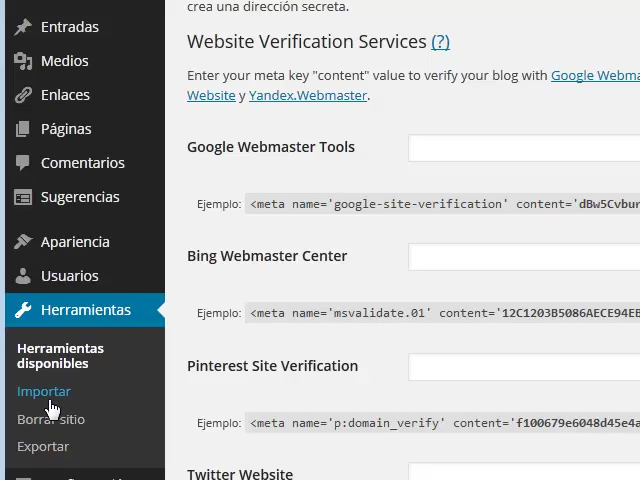 Entradas
Medios
Enlaces
Páginas
Comentarios
Sugerencias
Apariencia
Usuarios
Herramientas
Herramientas
disponibles
Importar
Borrar sitio
Exportar
crea una dirección secreta.
Website Verification Services (?)
Enter your meta key "content" value to verify your blog with Google Webma
Website y Yandex.Webmaster.
Google Webmaster Tools
Ejemplo: <meta name='google-site-verification' content='dBw5Cvbur
Bing Webmaster Center
Ejemplo: <meta name='msvalidate.01' content='12C1203B5086AECE94EB
Pinterest Site Verification
Ejemplo: <meta name='p:domain_verify' content='f100679e6048d45e4a
Twitter Website